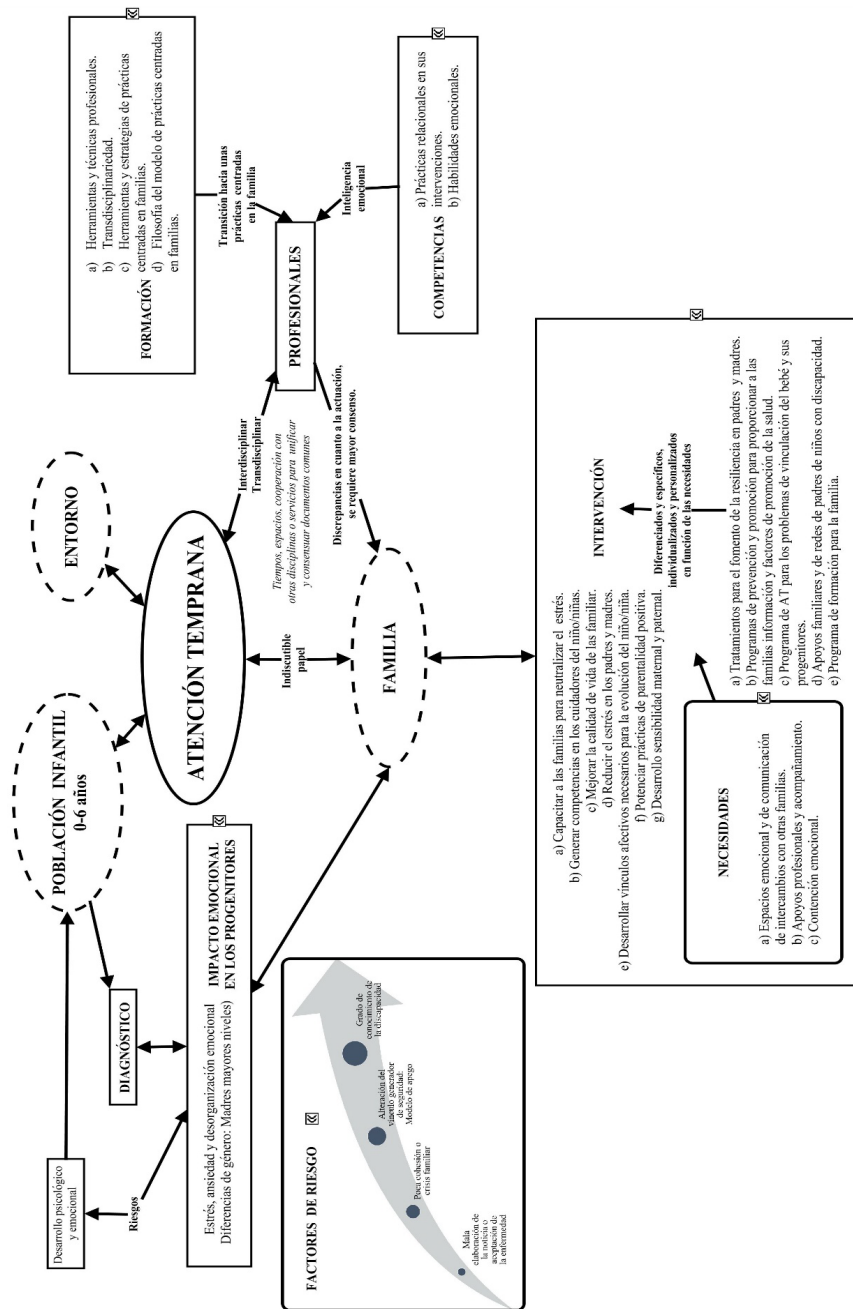 Desarrollo psicológico
y emocional
Riesgos
DIAGNÓSTICO
POBLACIÓN INFANTIL
0-6 años
ENTORNO
ATENCIÓN TEMPRANA
IMPACTO EMOCIONAL
EN LOS PROGENITORES
Estrés, ansiedad y desorganización emocional
Diferencias de género: Madres mayores niveles)
Indiscutible
papel
Interdisciplinar
Transdisciplinar
Tiempos, espacios, cooperación con
otras disciplinas o servicios para unificar
y consensuar documentos comunes
Discrepancias en cuanto a la actuación,
se requiere mayor consenso.
FAMILIA
PROFESIONALES
Transición hacia unas
prácticas centradas
en la familia
FORMACIÓN
a) Herramientas y técnicas profesionales.
b) Transdisciplinariedad.
c) Herramientas y estrategias de prácticas
centradas en familias.
d) Filosofía del modelo de prácticas centradas
en familias.
Inteligencia
emocional
COMPETENCIAS
a) Prácticas relacionales en sus
intervenciones.
b) Habilidades emocionales.
FACTORES DE RIESGO
Mala
elaboración de
la noticia o
aceptación de
la enfermedad
Poca cohesión o
crisis familiar
Alteración del
vínculo generador
de seguridad:
Modelo de apego
Grado de
conocimiento de
la discapacidad
INTERVENCIÓN
a) Capacitar a las familias para neutralizar el estrés.
b) Generar competencias en los cuidadores del niño/niñas.
c) Mejorar la calidad de vida de las familiar.
d) Reducir el estrés en los padres y madres.
e) Desarrollar vínculos afectivos necesarios para la evolución del niño/niña.
f) Potenciar prácticas de parentalidad positiva.
g) Desarrollo sensibilidad maternal y paternal.
Diferenciados y específicos,
individualizados y personalizados
en función de las necesidades
NECESIDADES
a) Espacios emocional y de comunicación
de intercambios con otras familias.
b) Apoyos profesionales y acompañamiento.
c) Contención emocional.
a) Tratamientos para el fonento de la resiliencia en padres y madres.
b) Programas de prevención y promoción para proporcionar a las
familias información y factores de promoción de la salud.
c) Programa de AT para los problemas de vinculación del bebé y sus
progenitores.
d) Apoyos familiares y de redes de padres de niños con discapacidad.
e) Programa de formación para la familia.